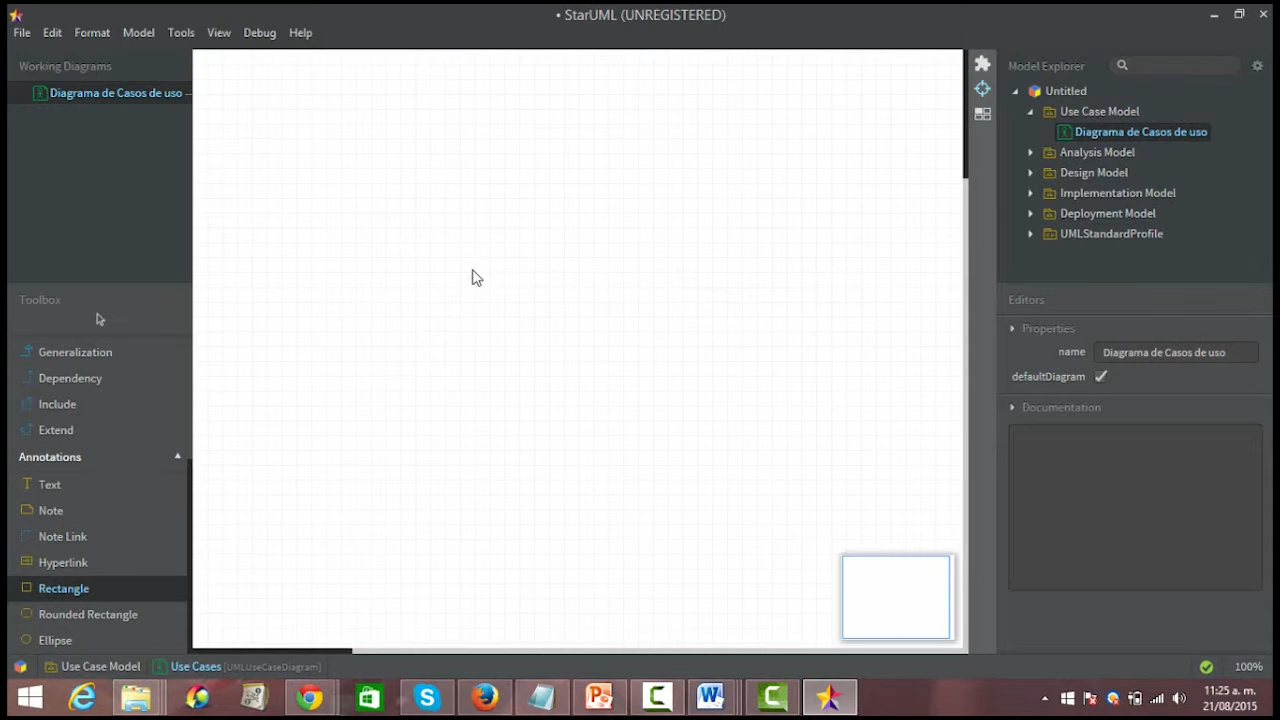 • StarUML (UNREGISTERED)
File Edit Format Model Tools View Debug Help
Working Diagrams
Diagrama de Casos de uso —
Toolbox
Generalization
Dependency
Include
Extend
Annotations
Text
Note
Note Link
Hyperlink
Rectangle
Rounded Rectangle
Ellipse
Model Explorer
Untitled
Use Case Model
Diagrama de Casos de uso
Analysis Model
Design Model
Implementation Model
Deployment Model
UMLStandardProfile
Editors
Properties
name Diagrama de Casos de uso
defaultDiagram
Documentation
Use Case Model Use Cases [UMLUseCaseDiagram] 100%
11:25 a. m.
21/08/2015